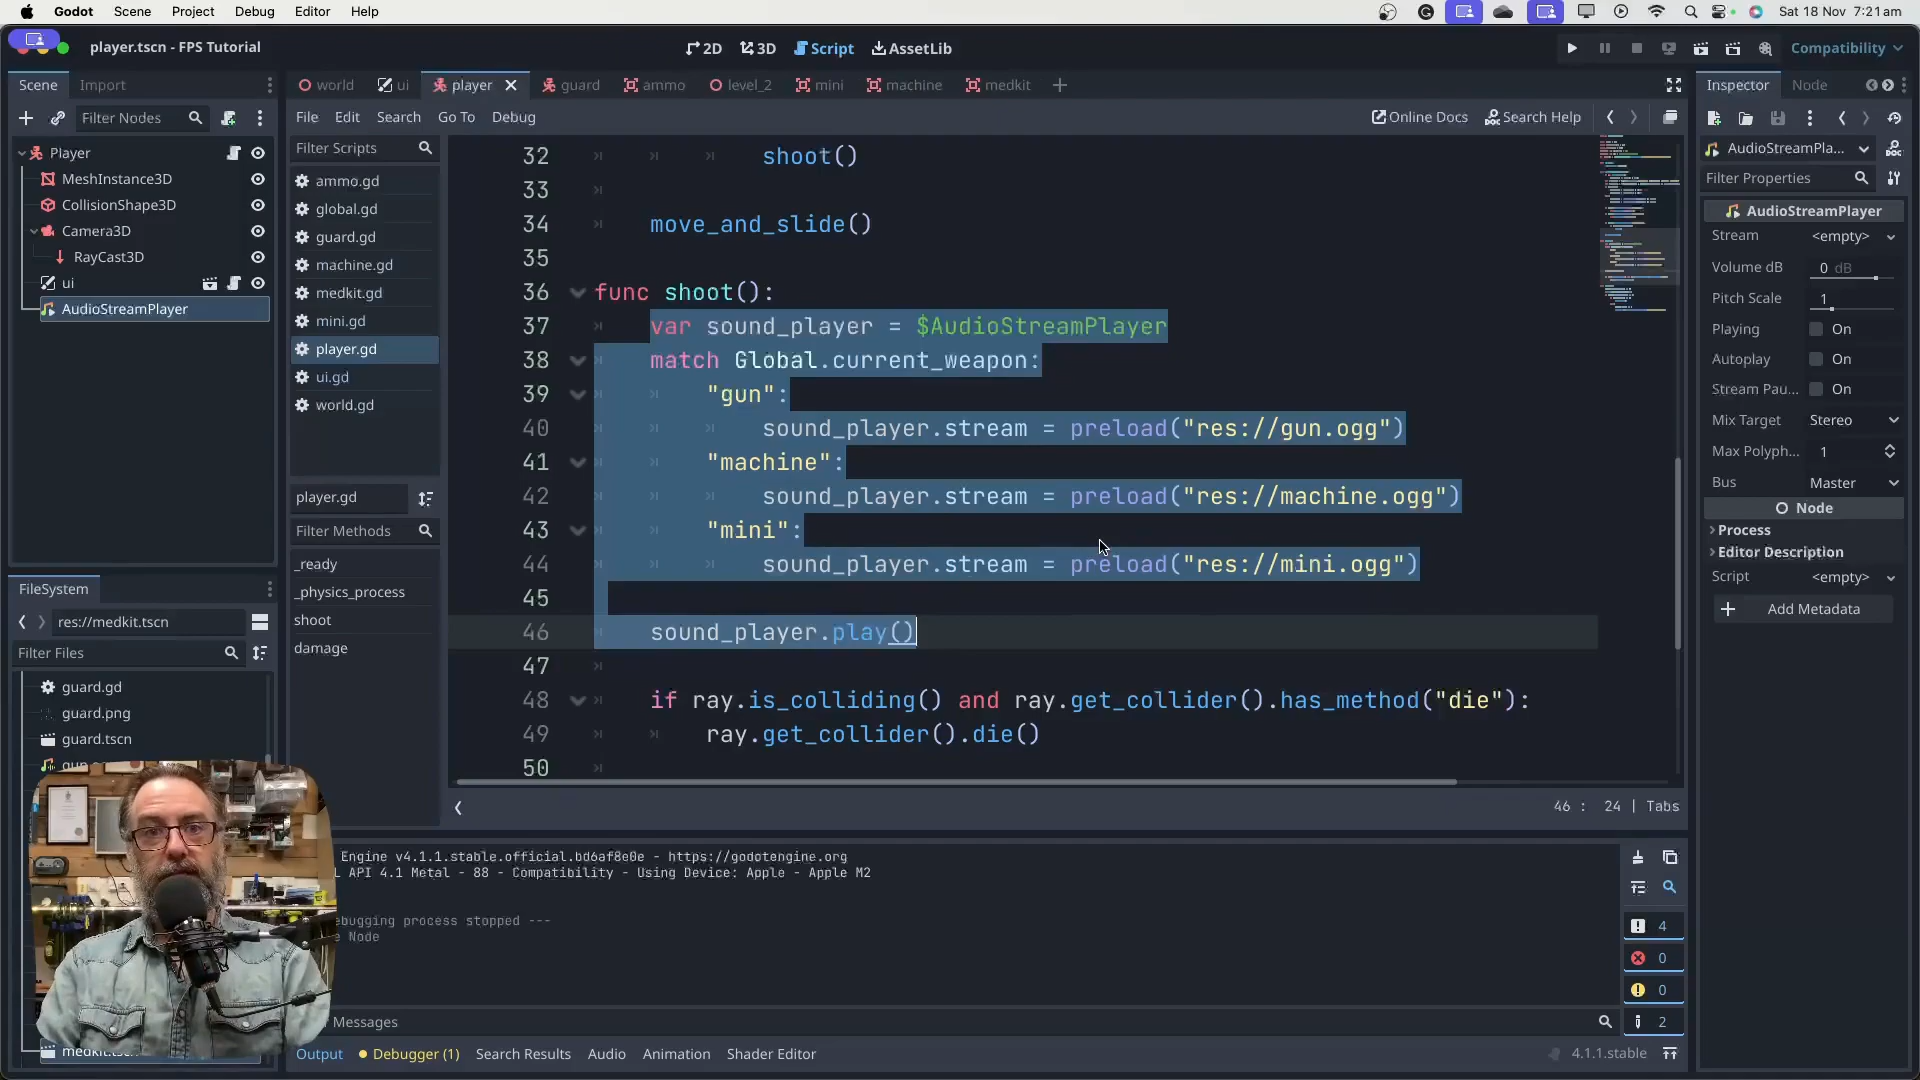 Godot Scene Project Debug Editor Help
Sat 18 Nov 7:21am
player.tscn - FPS Tutorial
2D 3D Script AssetLib
Compatibility
Scene Import
world ui player guard ammo level_2 mini machine medkit
Inspector Node
Filter Nodes
File Edit Search Go To Debug
Online Docs Search Help
Player
MeshInstance3D
CollisionShape3D
Camera3D
RayCast3D
ui
AudioStreamPlayer
FileSystem
res://medkit.tscn
Filter Files
guard.gd
guard.png
guard.tscn
Filter Scripts
ammo.gd
global.gd
guard.gd
machine.gd
medkit.gd
mini.gd
player.gd
ui.gd
world.gd
player.gd
Filter Methods
_ready
_physics_process
shoot
damage
32 shoot()
33
34 move_and_slide()
35
36 func shoot():
37 var sound_player = $AudioStreamPlayer
38 match Global.current_weapon:
39 "gun":
40 sound_player.stream = preload("res://gun.ogg")
41 "machine":
42 sound_player.stream = preload("res://machine.ogg")
43 "mini":
44 sound_player.stream = preload("res://mini.ogg")
45
46 sound_player.play()
47
48 if ray.is_colliding() and ray.get_collider().has_method("die"):
49 ray.get_collider().die()
50
46 : 24 | Tabs
Engine v4.1.1.stable.official.bd6af8e0e - https://godotengine.org
API 4.1 Metal - 88 - Compatibility - Using Device: Apple - Apple M2
process stopped ---
Node
4
0
0
2
Messages
Output Debugger (1) Search Results Audio Animation Shader Editor
4.1.1.stable
AudioStreamPla...
Filter Properties
AudioStreamPlayer
Stream <empty>
Volume dB 0 dB
Pitch Scale 1
Playing On
Autoplay On
Stream Pau... On
Mix Target Stereo
Max Polyph... 1
Bus Master
Node
Process
Editor Description
Script <empty>
Add Metadata